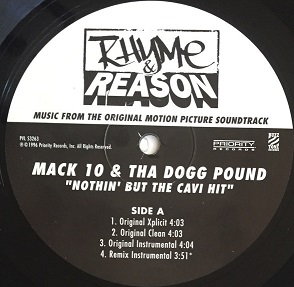 RHYME
&
REASON
MUSIC FROM THE ORIGINAL MOTION PICTURE SOUNDTRACK
PVL 53263
℗ © 1996 Priority Records, Inc. All Rights Reserved.
PRIORITY
RECORDS
MACK 10 & THA DOGG POUND
"NOTHIN' BUT THE CAVI HIT"
SIDE A
1. Original Xplicit 4:03
2. Original Clean 4:03
3. Original Instrumental 4:04
4. Remix Instrumental 3:51*